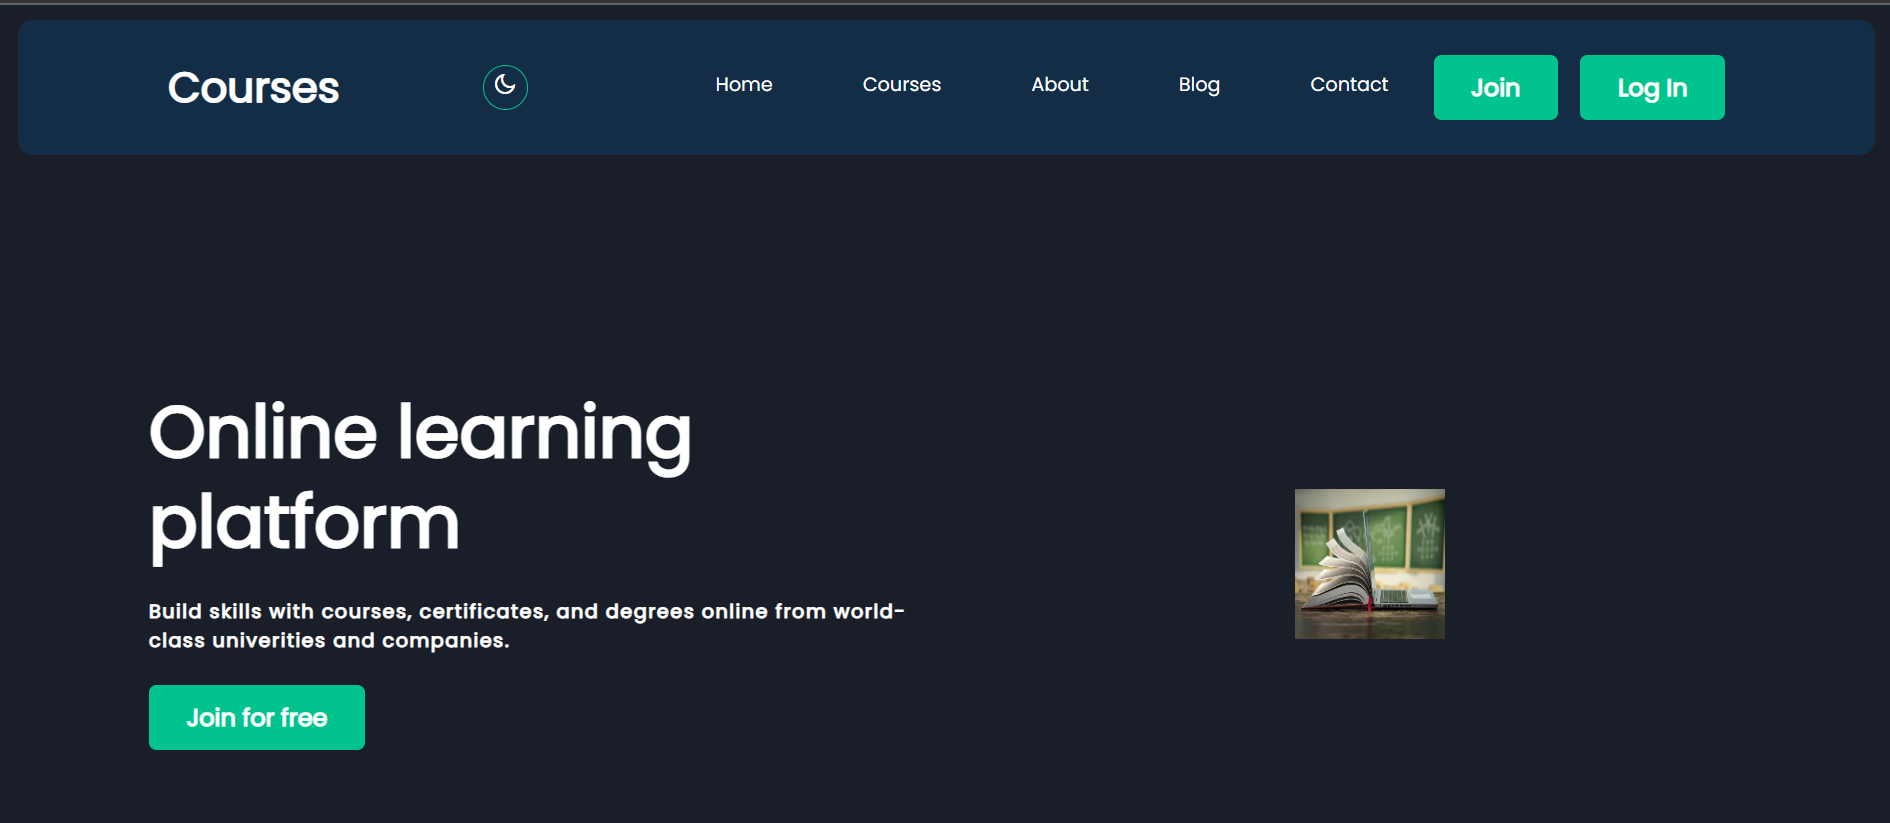 Courses
Home Courses About Blog Contact Join Log In
Online learning
platform
Build skills with courses, certificates, and degrees online from world-
class univerities and companies.
Join for free